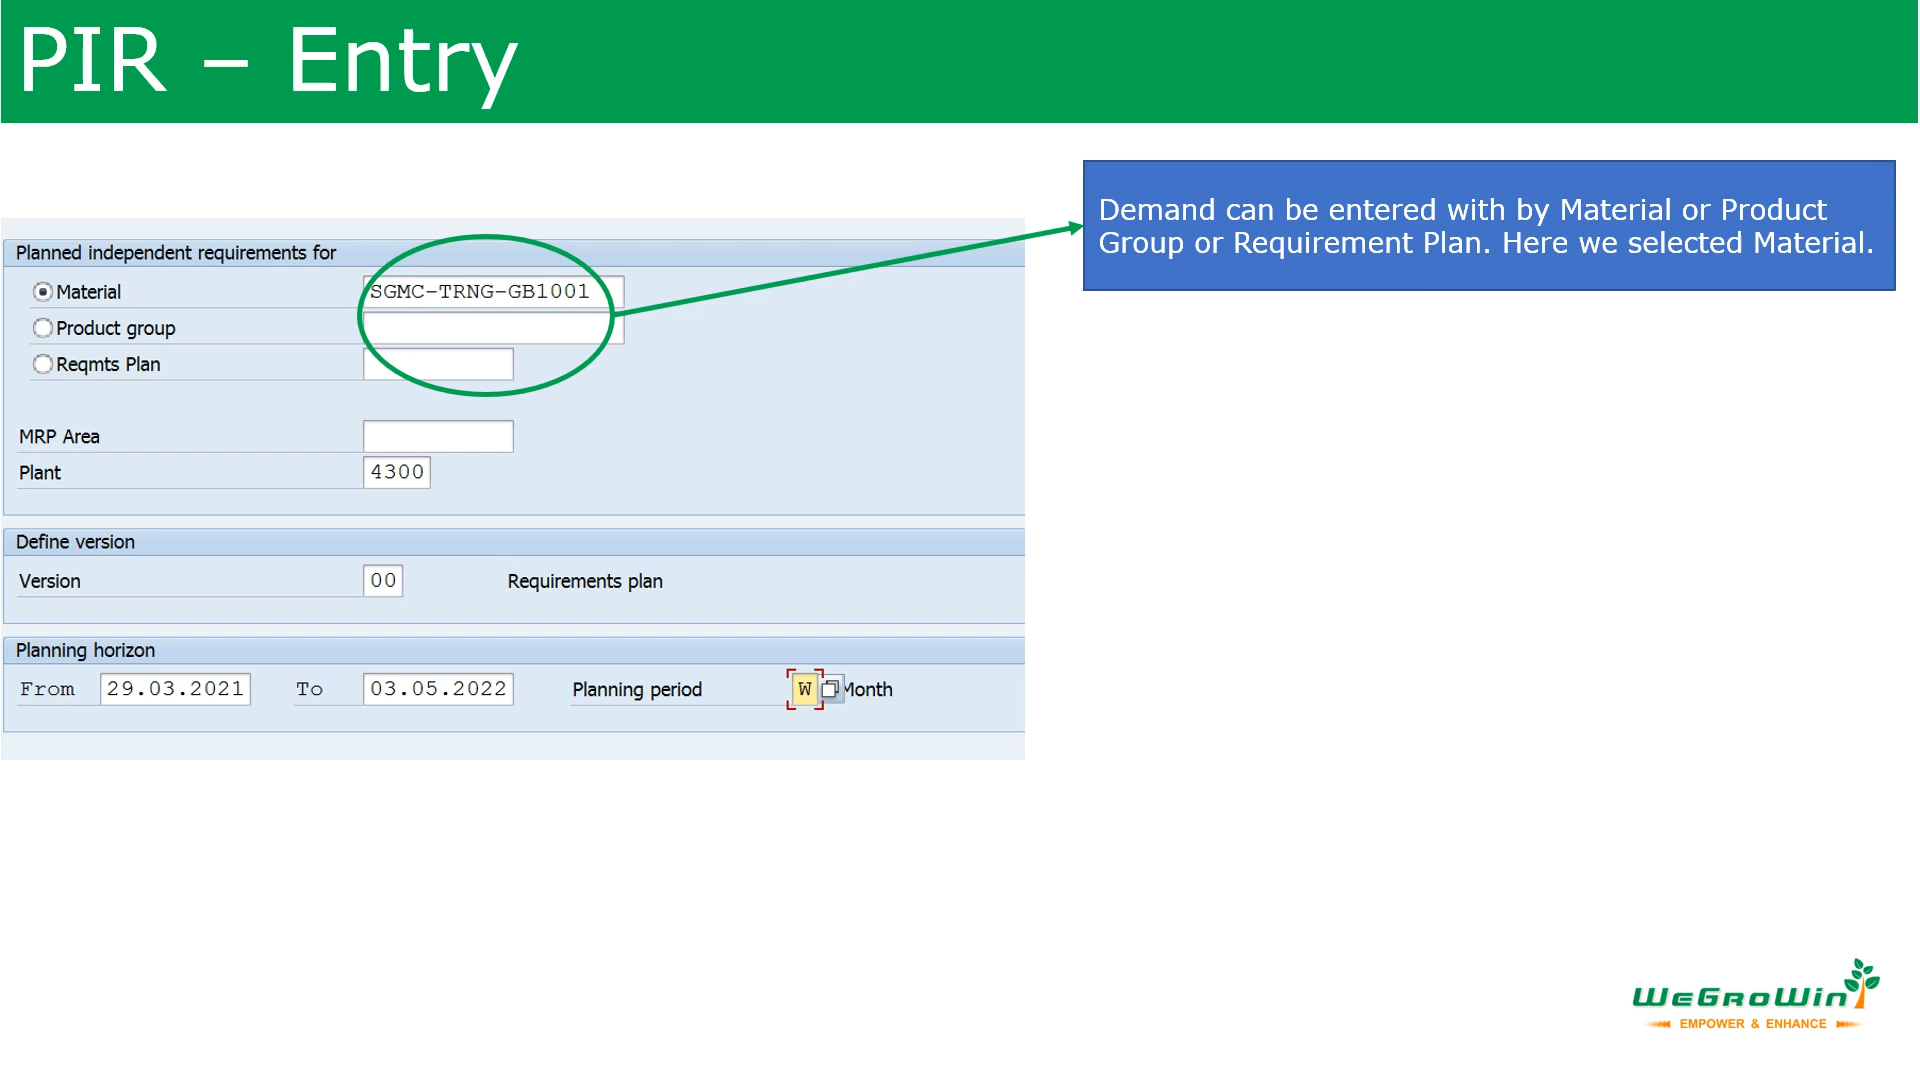 PIR – Entry
Demand can be entered with by Material or Product
Group or Requirement Plan. Here we selected Material.
Planned independent requirements for
Material SGMC-TRNG-GB1001
Product group
Reqmts Plan
MRP Area
Plant 4300
Define version
Version 00 Requirements plan
Planning horizon
From 29.03.2021 To 03.05.2022 Planning period W Month
WeGroWin
EMPOWER & ENHANCE